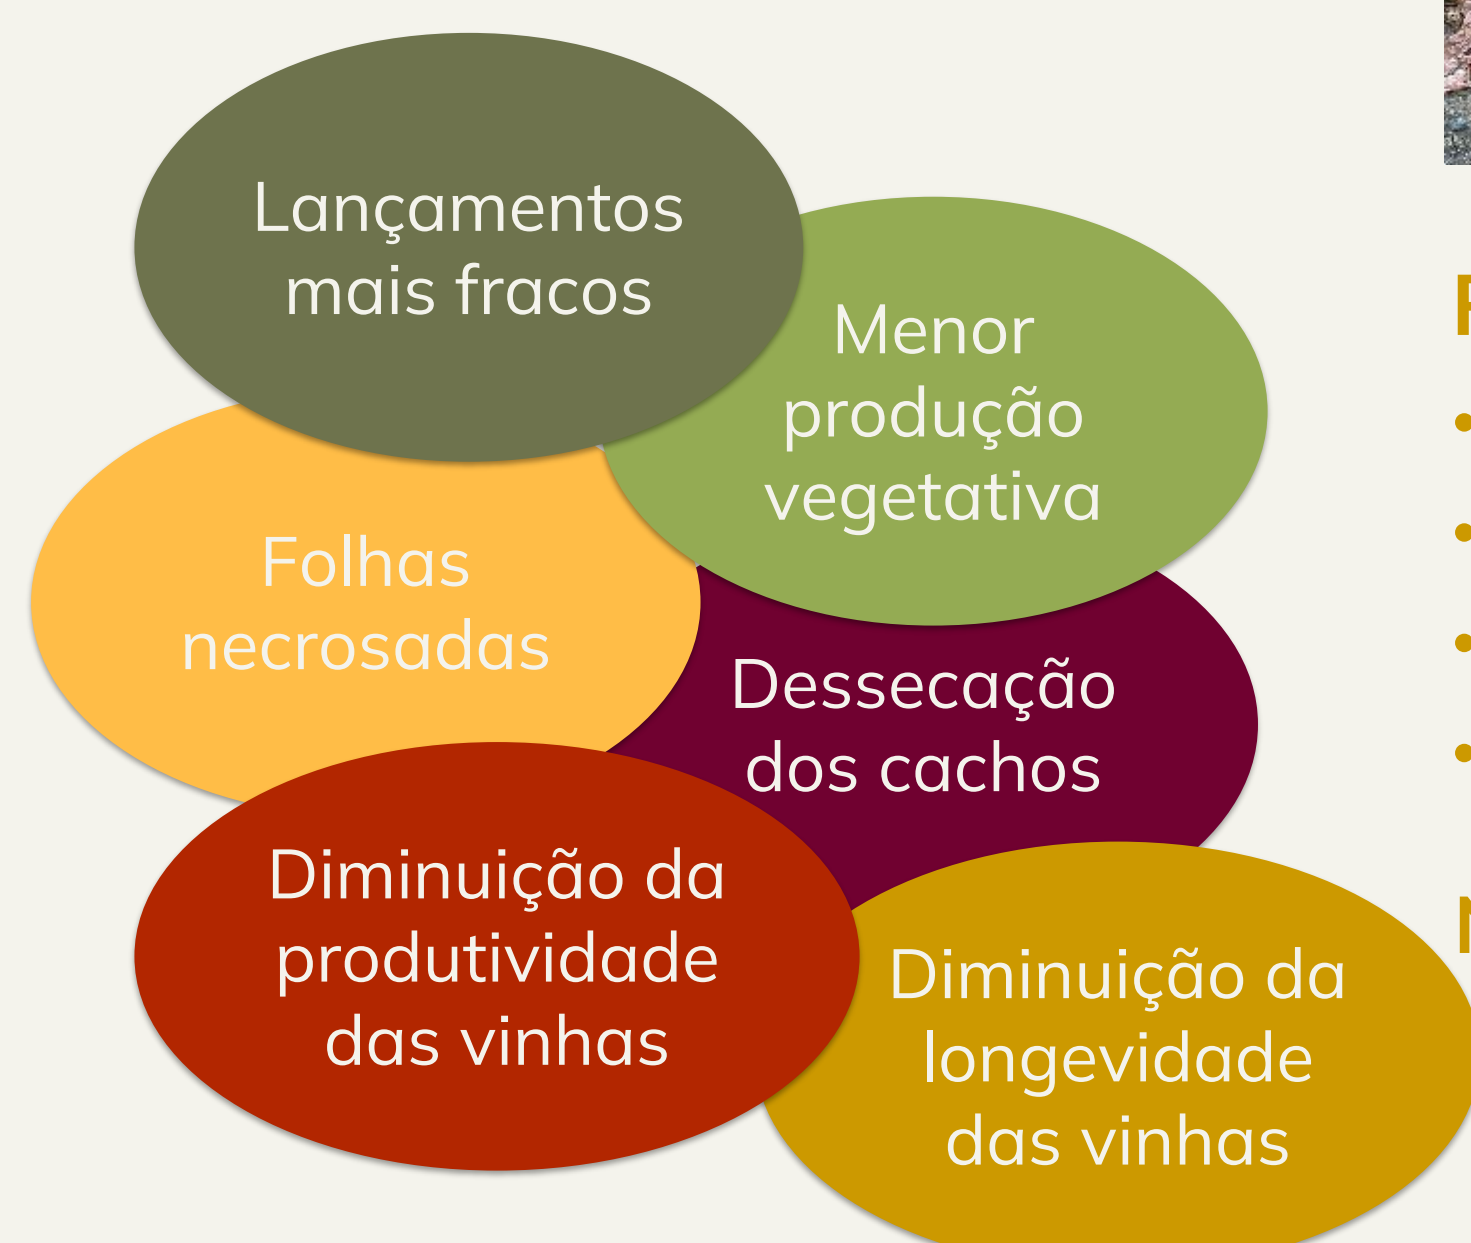 Lançamentos
mais fracos
Menor
produção
vegetativa
Folhas
necrosadas
Dessecação
dos cachos
Diminuição da
produtividade
das vinhas
Diminuição da
longevidade
das vinhas